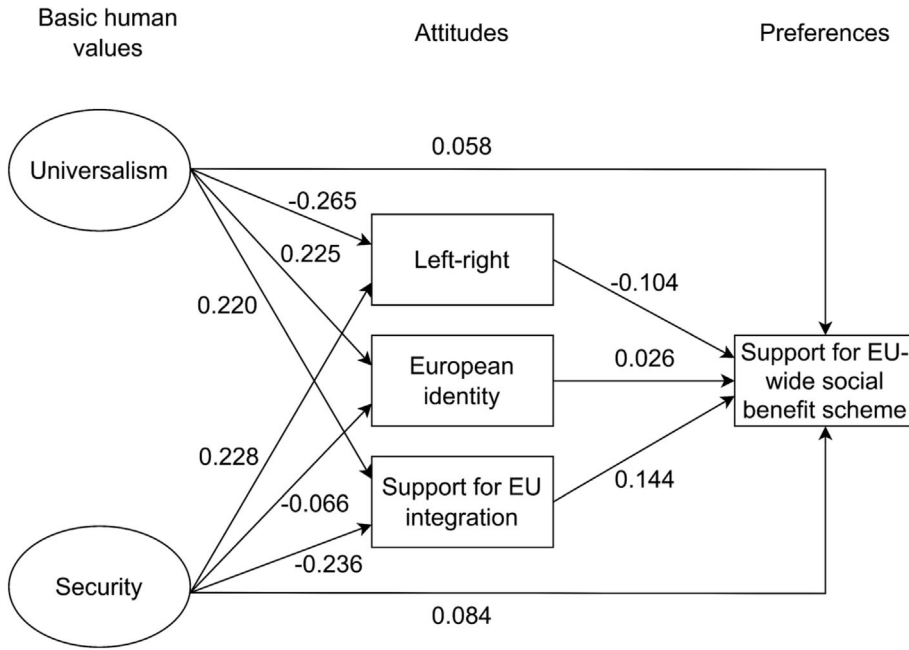 Basic human
values
Attitudes
Preferences
Universalism
0.058
-0.265
0.225
0.220
Left-right
-0.104
European
identity
0.026
Support for EU-
wide social
benefit scheme
0.228
-0.066
-0.236
Support for EU
integration
0.144
Security
0.084